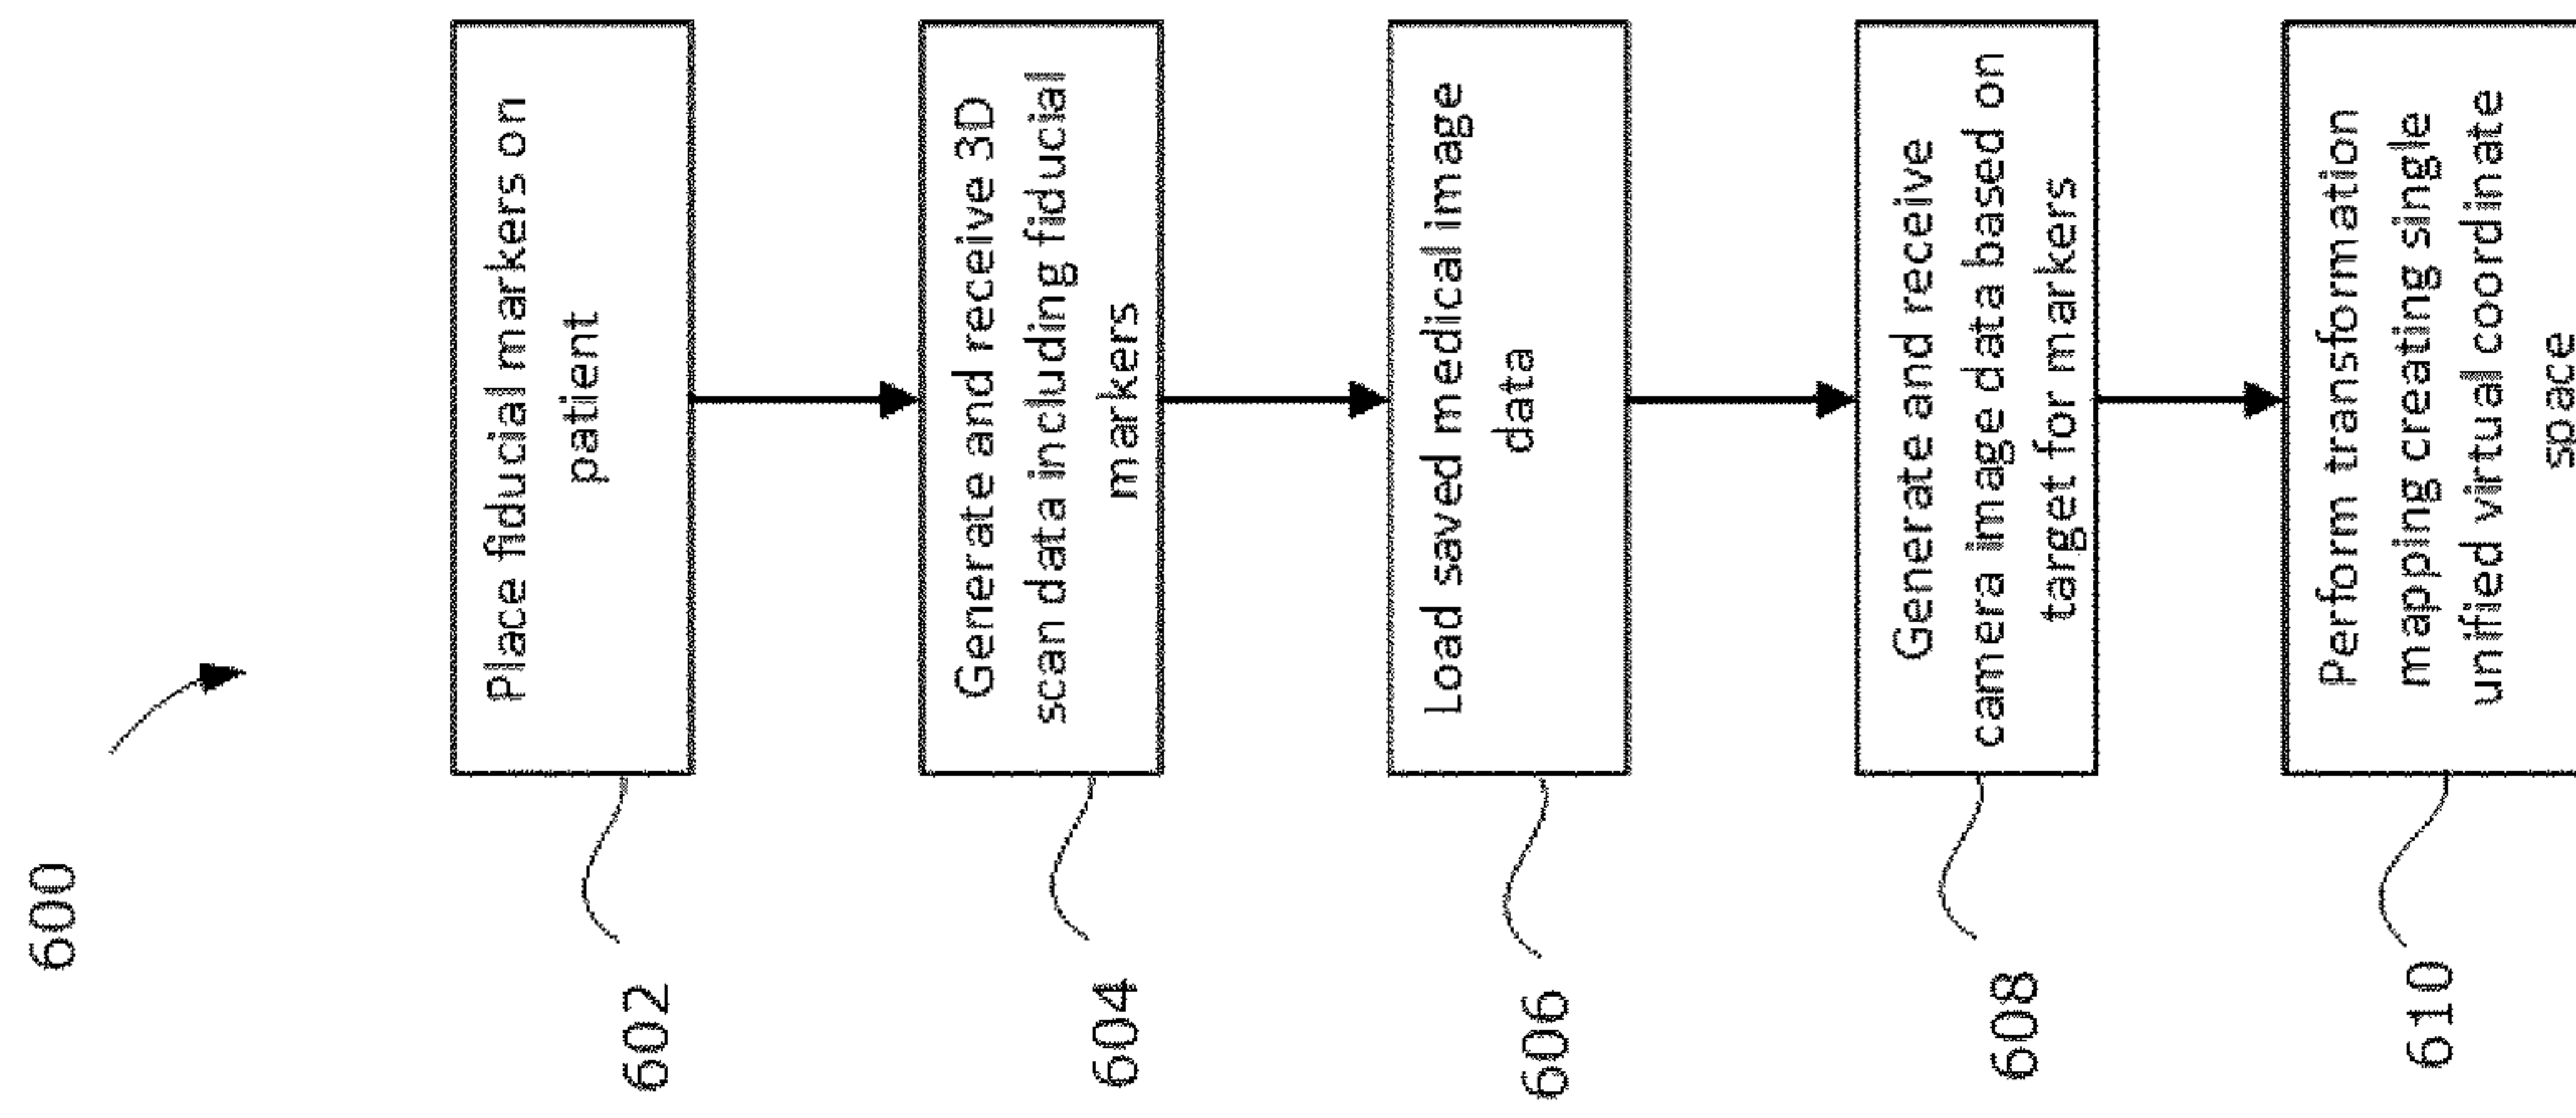 600
602
Place fiducial markers on
patient
604
Generate and receive 3D
scan data including fiducial
markers
606
Load saved medical image
data
608
Generate and receive
camera image data based on
target for markers
610
Perform transformation
mapping creating single
unified virtual coordinate
space